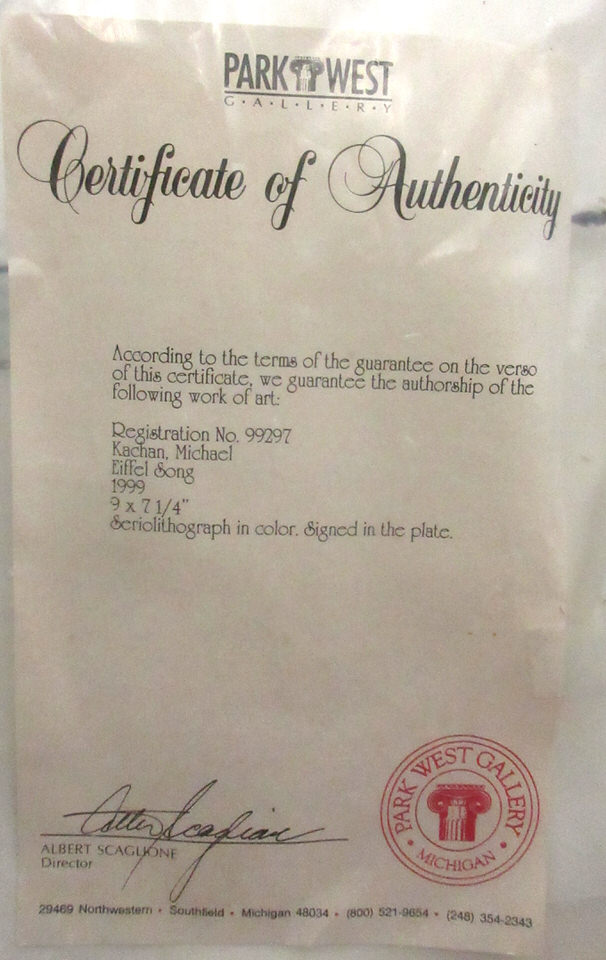 PARK WEST
G·A·L·L·E·R·Y
Certificate of Authenticity
According to the terms of the guarantee on the verso
of this certificate, we guarantee the authorship of the
following work of art:
Registration No. 99297
Kachan, Michael
Eiffel Song
1999
9 x 7 1/4"
Seriolithograph in color. Signed in the plate.
PARK WEST GALLERY
• MICHIGAN •
ALBERT SCAGLIONE
Director
29469 Northwestern • Southfield • Michigan 48034 • (800) 521-9654 • (248) 354-2343